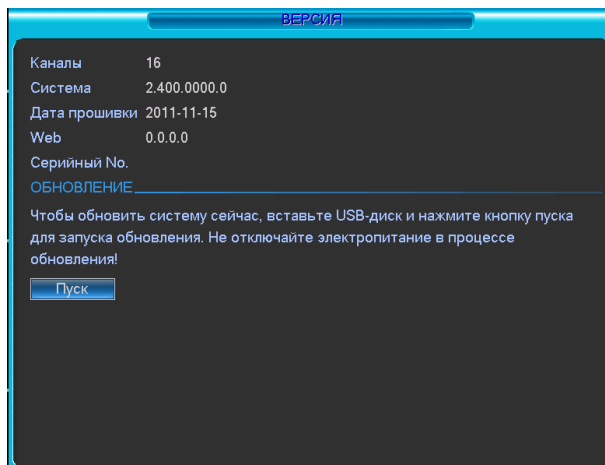 ВЕРСИЯ
Каналы 16
Система 2.400.0000.0
Дата прошивки 2011-11-15
Web 0.0.0.0
Серийный No.
ОБНОВЛЕНИЕ
Чтобы обновить систему сейчас, вставьте USB-диск и нажмите кнопку пуска
для запуска обновления. Не отключайте электропитание в процессе
обновления!
Пуск